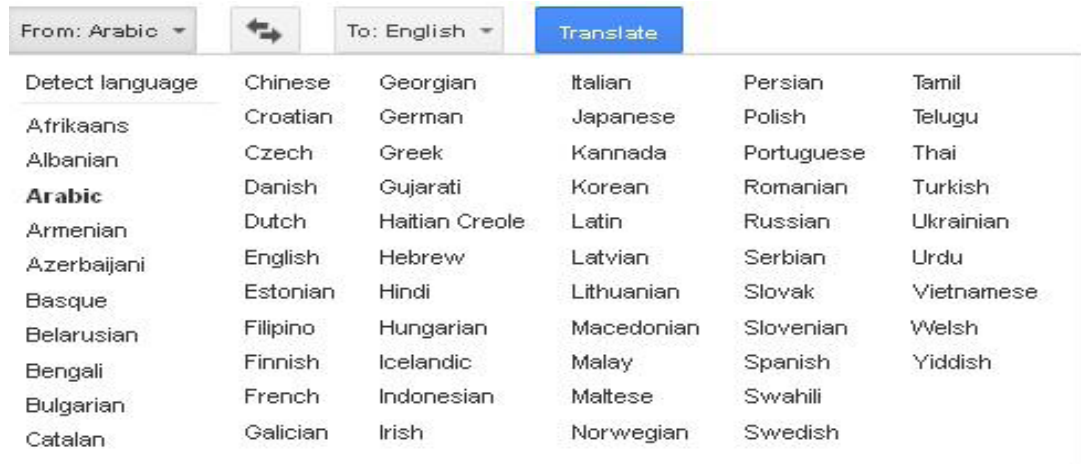 From: Arabic To: English Translate
Detect language Chinese Georgian Italian Persian Tamil
Afrikaans Croatian German Japanese Polish Telugu
Albanian Czech Greek Kannada Portuguese Thai
Arabic Danish Gujarati Korean Romanian Turkish
Armenian Dutch Haitian Creole Latin Russian Ukrainian
Azerbaijani English Hebrew Latvian Serbian Urdu
Basque Estonian Hindi Lithuanian Slovak Vietnamese
Belarusian Filipino Hungarian Macedonian Slovenian Welsh
Bengali Finnish Icelandic Malay Spanish Yiddish
Bulgarian French Indonesian Maltese Swahili
Catalan Galician Irish Norwegian Swedish